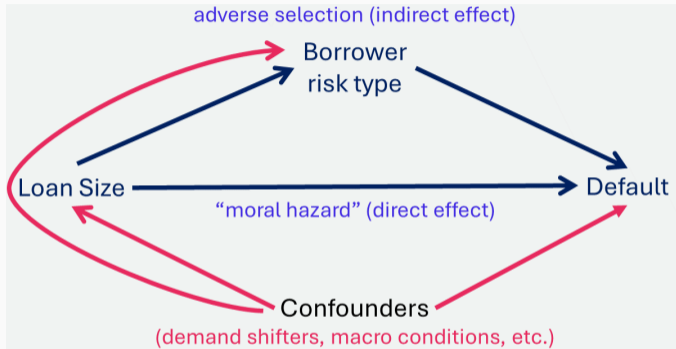 adverse selection (indirect effect)
Borrower
risk type
Loan Size
Default
“moral hazard” (direct effect)
Confounders
(demand shifters, macro conditions, etc.)